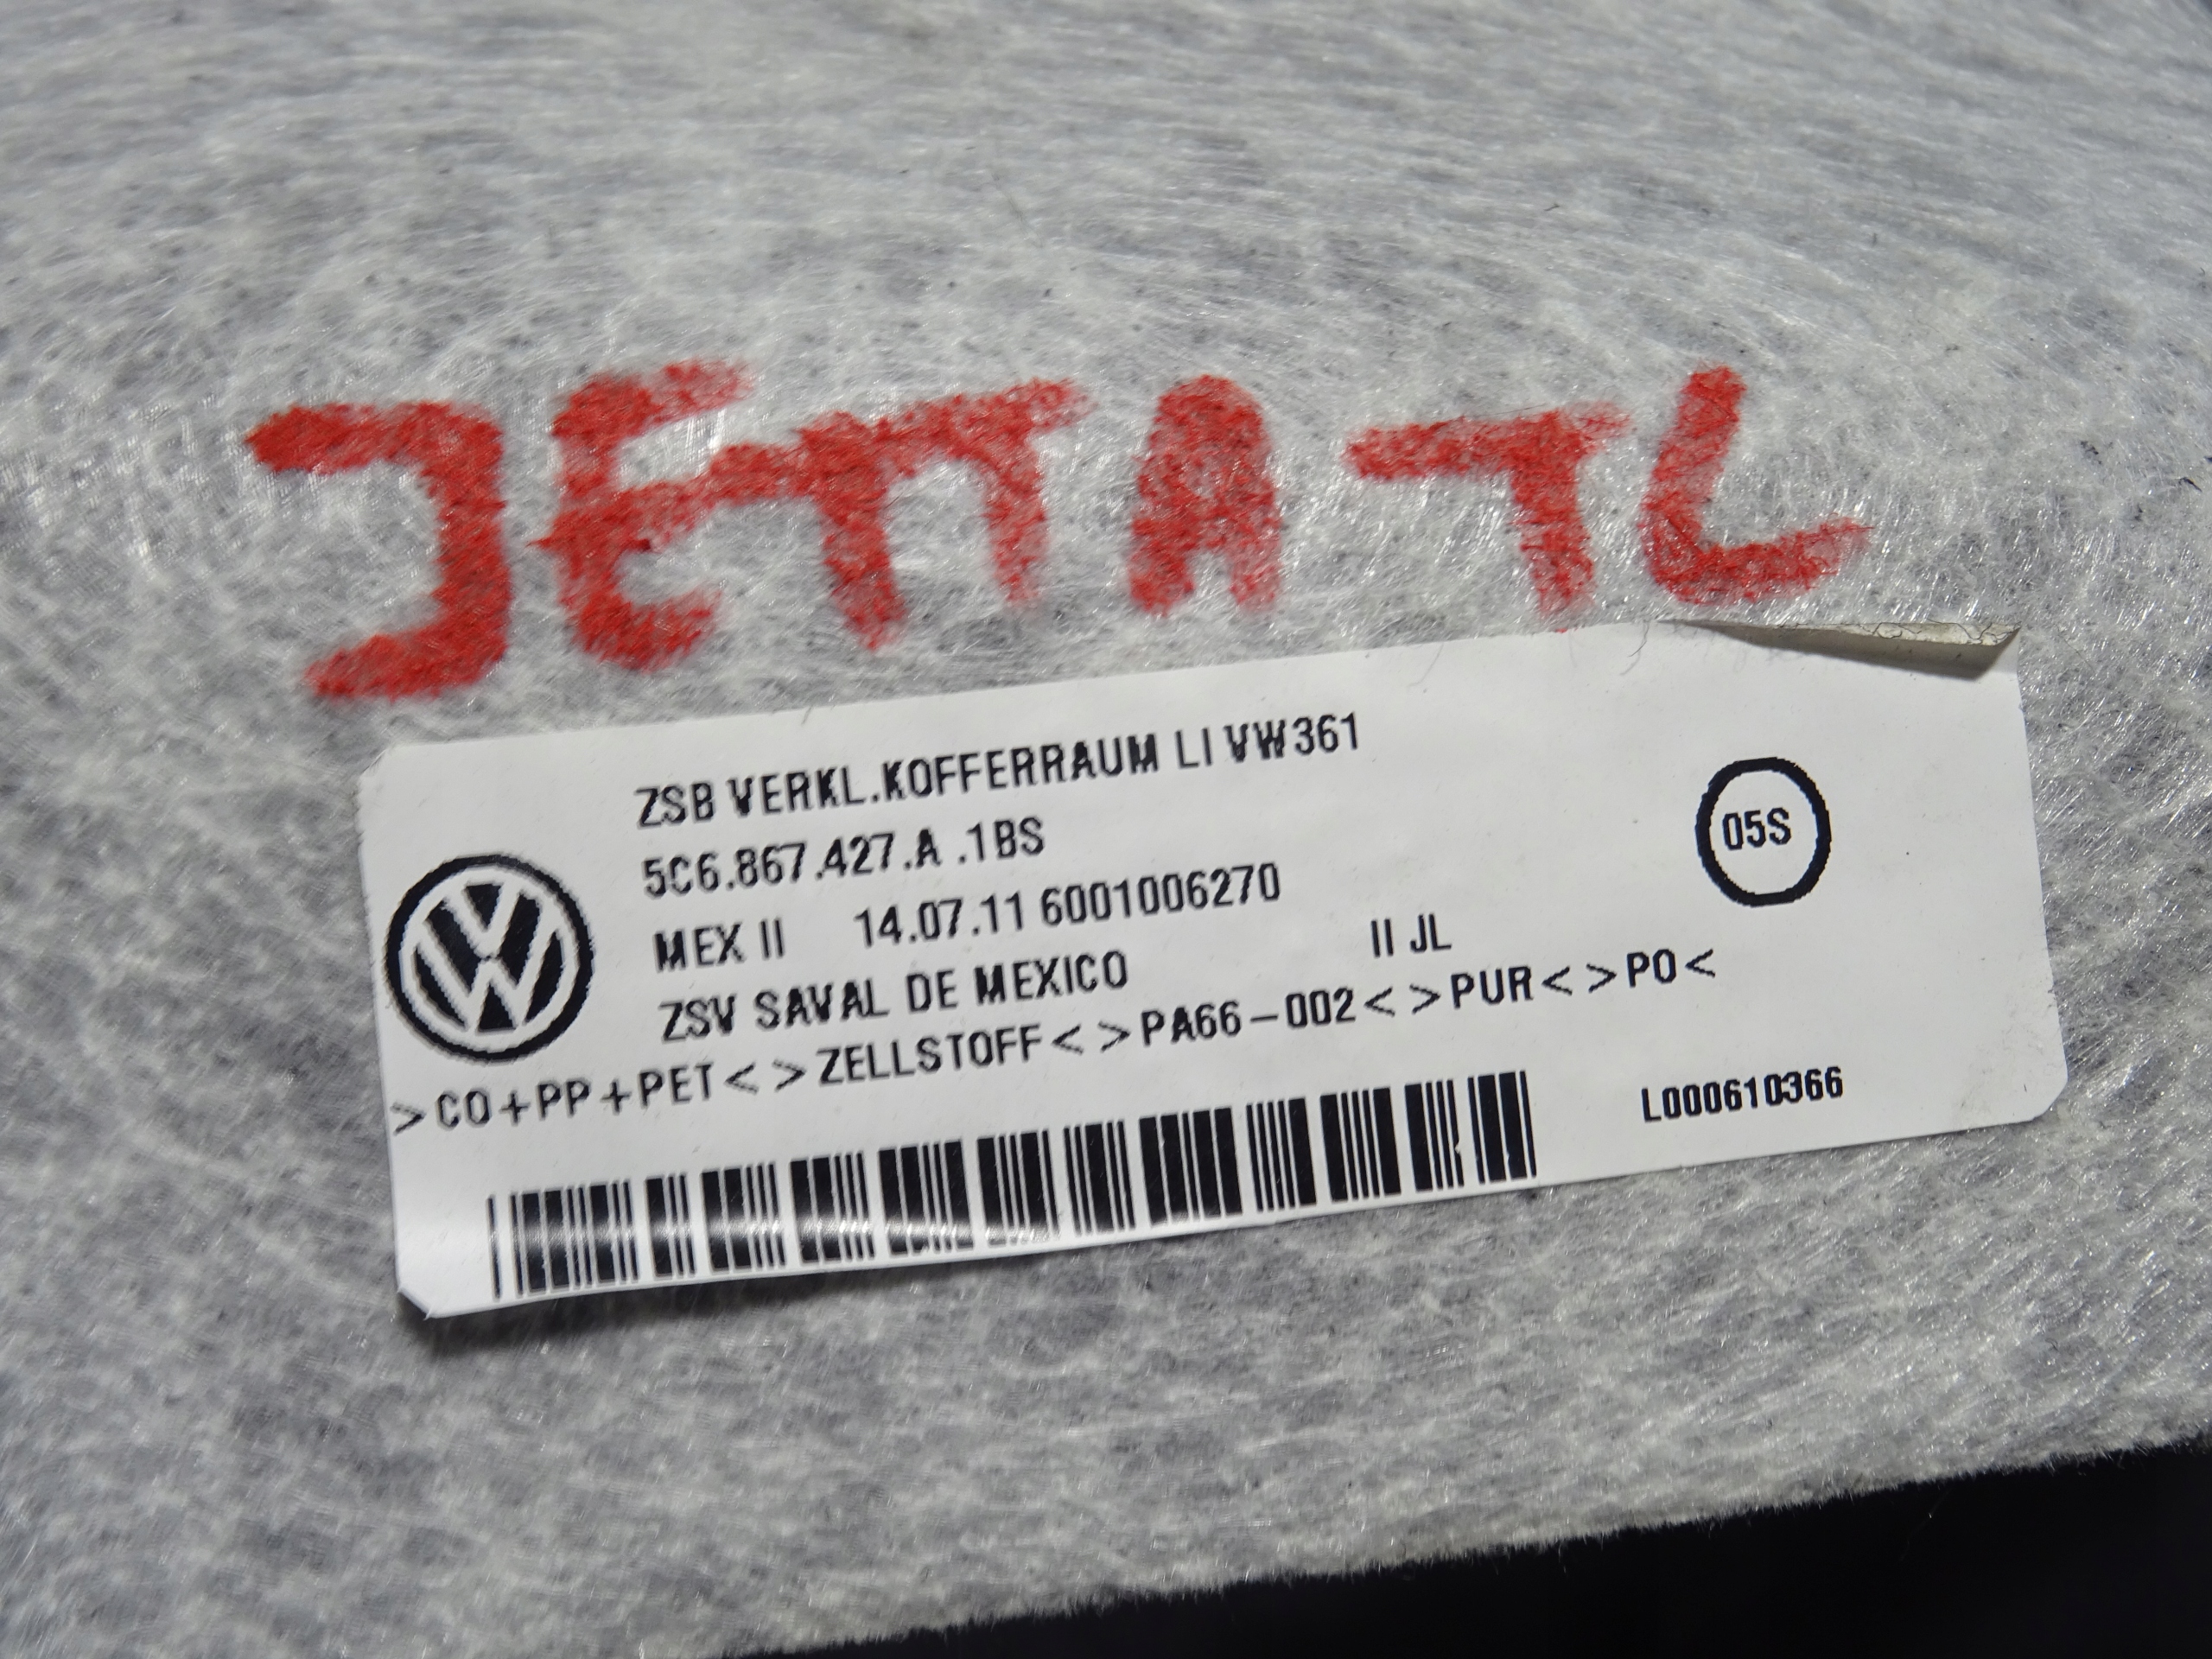 JETTA TL
ZSB VERKL.KOFFERRAUM LI VW361
5C6.867.427.A .1BS
05S
MEX II 14.07.11 6001006270
ZSV SAVAL DE MEXICO II JL
>CO+PP+PET< >ZELLSTOFF< >PA66-002< >PUR< >PO<
L000610366